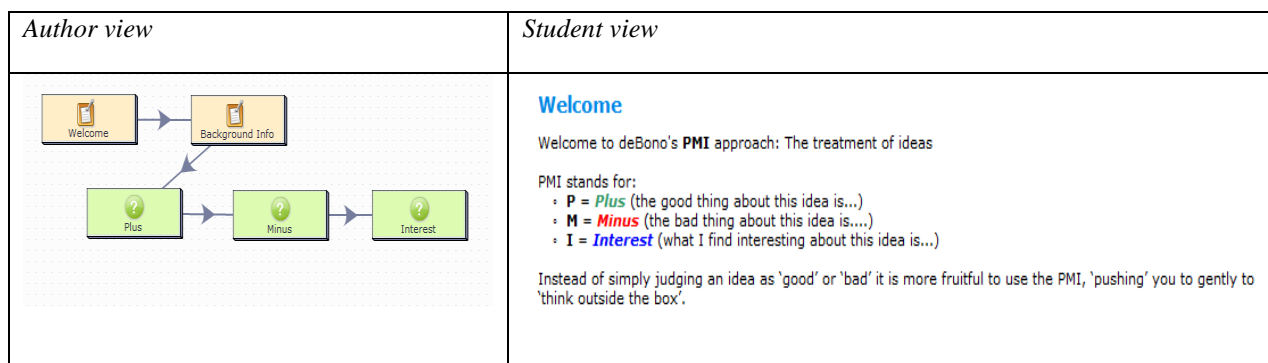 Author view
Student view
Welcome
Background Info
Plus
Minus
Interest
Welcome
Welcome to deBono's PMI approach: The treatment of ideas
PMI stands for:
P = Plus (the good thing about this idea is...)
M = Minus (the bad thing about this idea is....)
I = Interest (what I find interesting about this idea is...)
Instead of simply judging an idea as 'good' or 'bad' it is more fruitful to use the PMI, 'pushing' you to gently to
'think outside the box'.